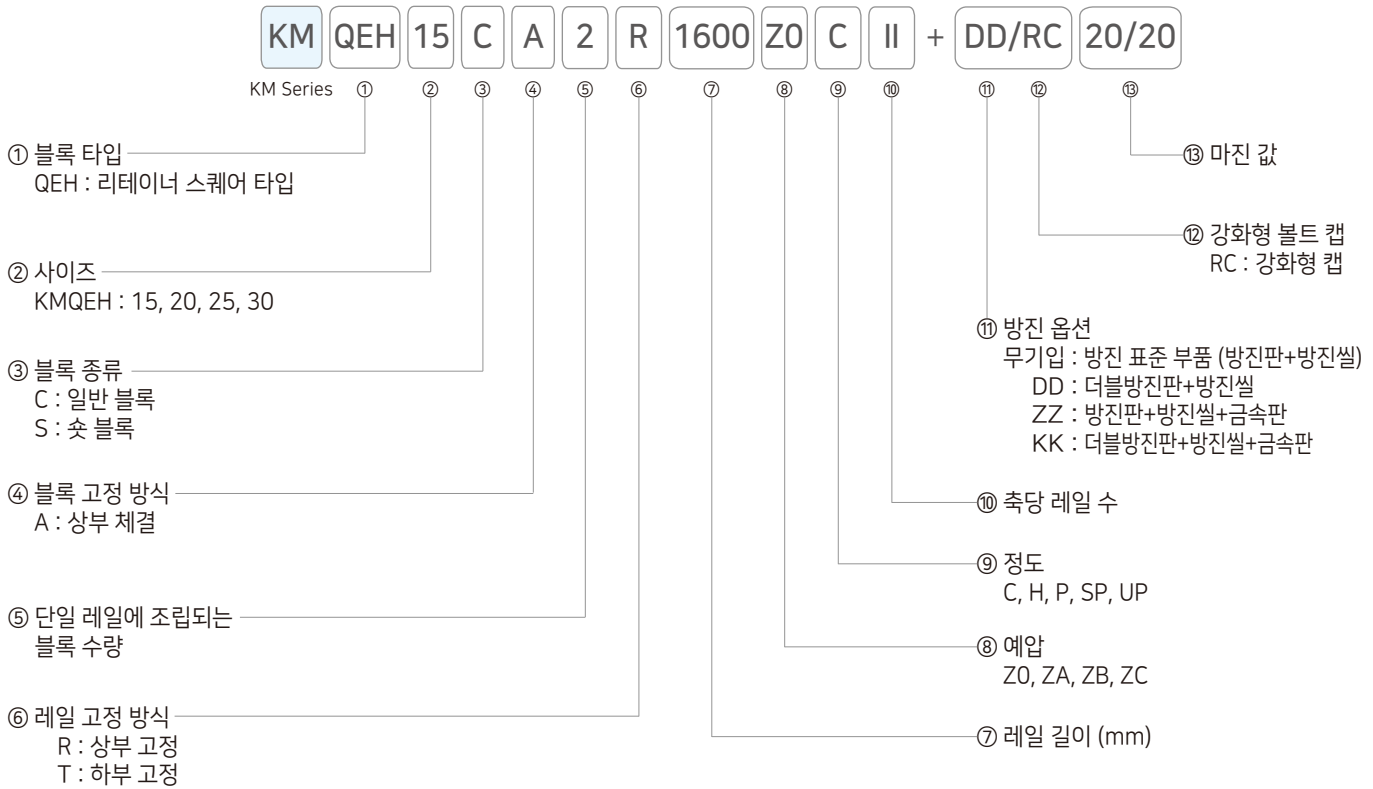 KM QEH 15 C A 2 R 1600 Z0 C II + DD/RC 20/20
KM Series ① ② ③ ④ ⑤ ⑥ ⑦ ⑧ ⑨ ⑩ ⑪ ⑫ ⑬
① 블록 타입
QEH : 리테이너 스퀘어 타입
② 사이즈
KMQEH : 15, 20, 25, 30
③ 블록 종류
C : 일반 블록
S : 숏 블록
④ 블록 고정 방식
A : 상부 체결
⑤ 단일 레일에 조립되는
블록 수량
⑥ 레일 고정 방식
R : 상부 고정
T : 하부 고정
⑬ 마진 값
⑫ 강화형 볼트 캡
RC : 강화형 캡
⑪ 방진 옵션
무기입 : 방진 표준 부품 (방진판+방진씰)
DD : 더블방진판+방진씰
ZZ : 방진판+방진씰+금속판
KK : 더블방진판+방진씰+금속판
⑩ 축당 레일 수
⑨ 정도
C, H, P, SP, UP
⑧ 예압
Z0, ZA, ZB, ZC
⑦ 레일 길이 (mm)